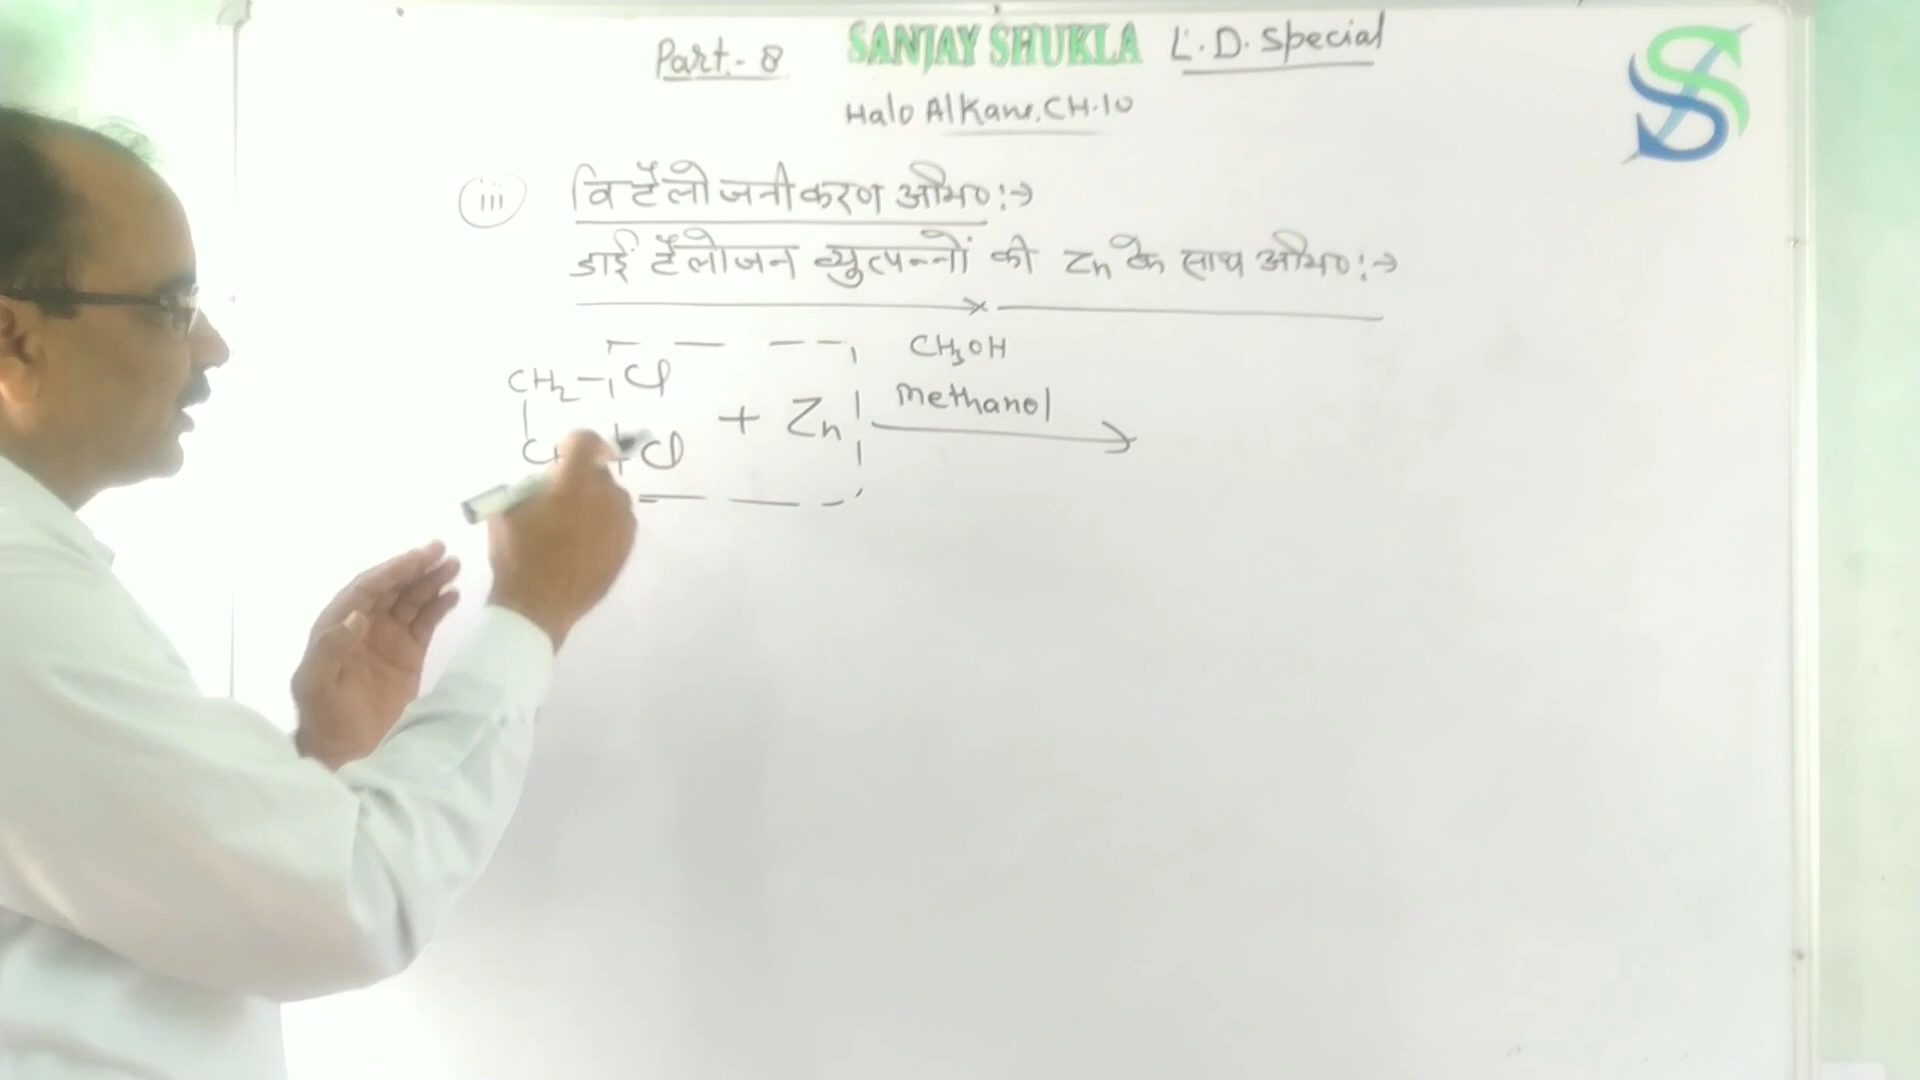 Part.- 8 SANJAY SHUKLA L.D. Special
Halo Alkane, CH.10
iii विहैलोजनीकरण अभि० :→
डाई हैलोजन व्युत्पन्नों की Zn के साथ अभि० :→
CH₃OH
CH₂ - Cl
methanol
+ Zn
Cl